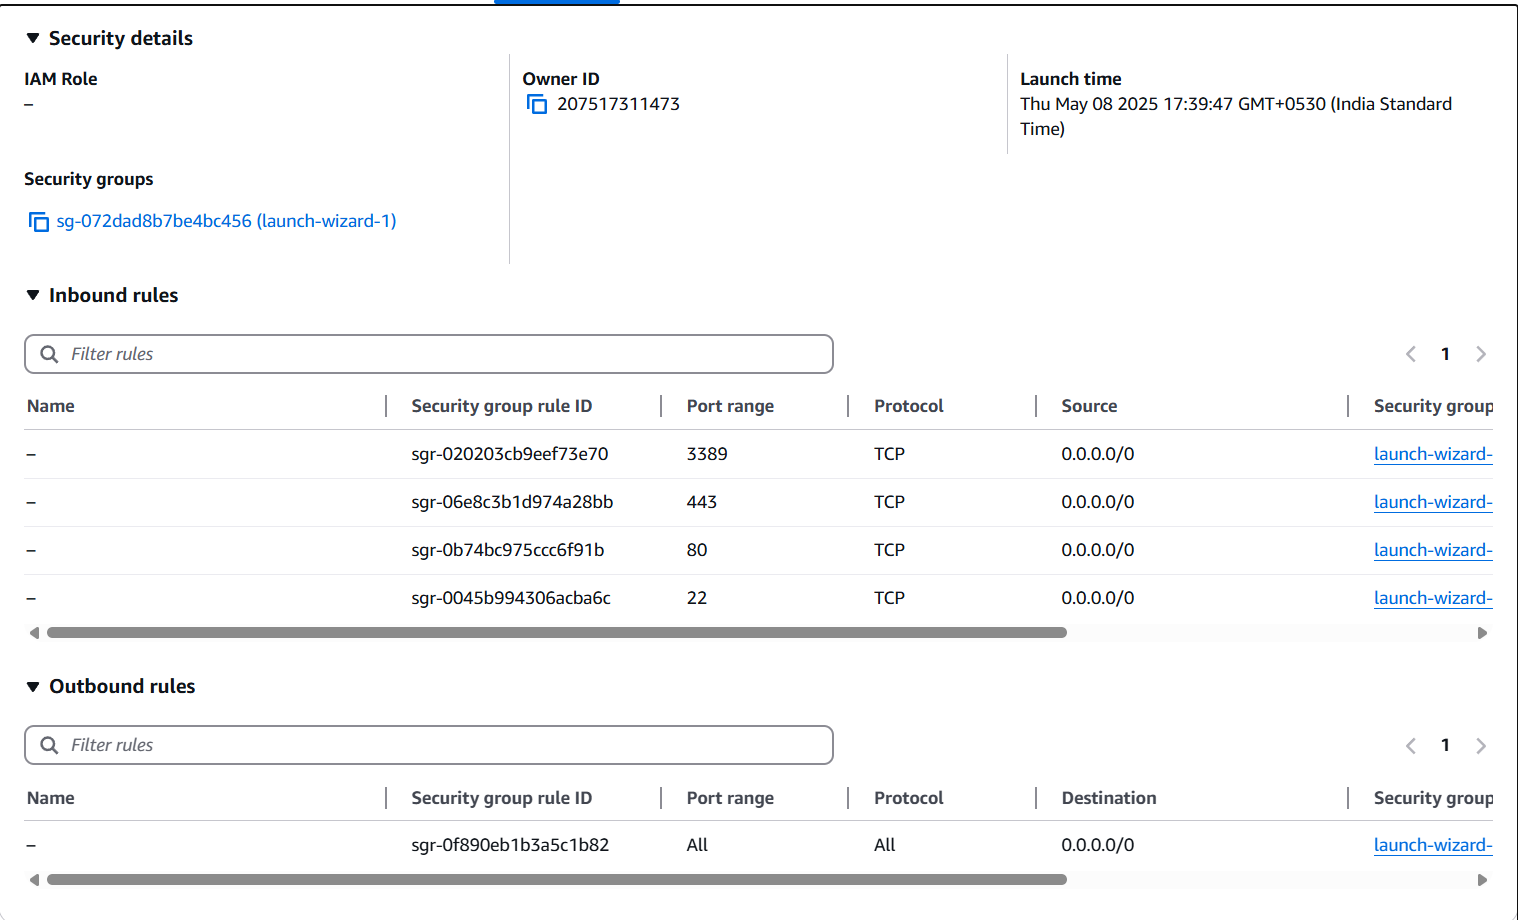 Security details
IAM Role
–
Owner ID
207517311473
Launch time
Thu May 08 2025 17:39:47 GMT+0530 (India Standard
Time)
Security groups
sg-072dad8b7be4bc456 (launch-wizard-1)
Inbound rules
Filter rules
1
Name Security group rule ID Port range Protocol Source Security group
– sgr-020203cb9eef73e70 3389 TCP 0.0.0.0/0 launch-wizard-
– sgr-06e8c3b1d974a28bb 443 TCP 0.0.0.0/0 launch-wizard-
– sgr-0b74bc975ccc6f91b 80 TCP 0.0.0.0/0 launch-wizard-
– sgr-0045b994306acba6c 22 TCP 0.0.0.0/0 launch-wizard-
Outbound rules
Filter rules
1
Name Security group rule ID Port range Protocol Destination Security group
– sgr-0f890eb1b3a5c1b82 All All 0.0.0.0/0 launch-wizard-